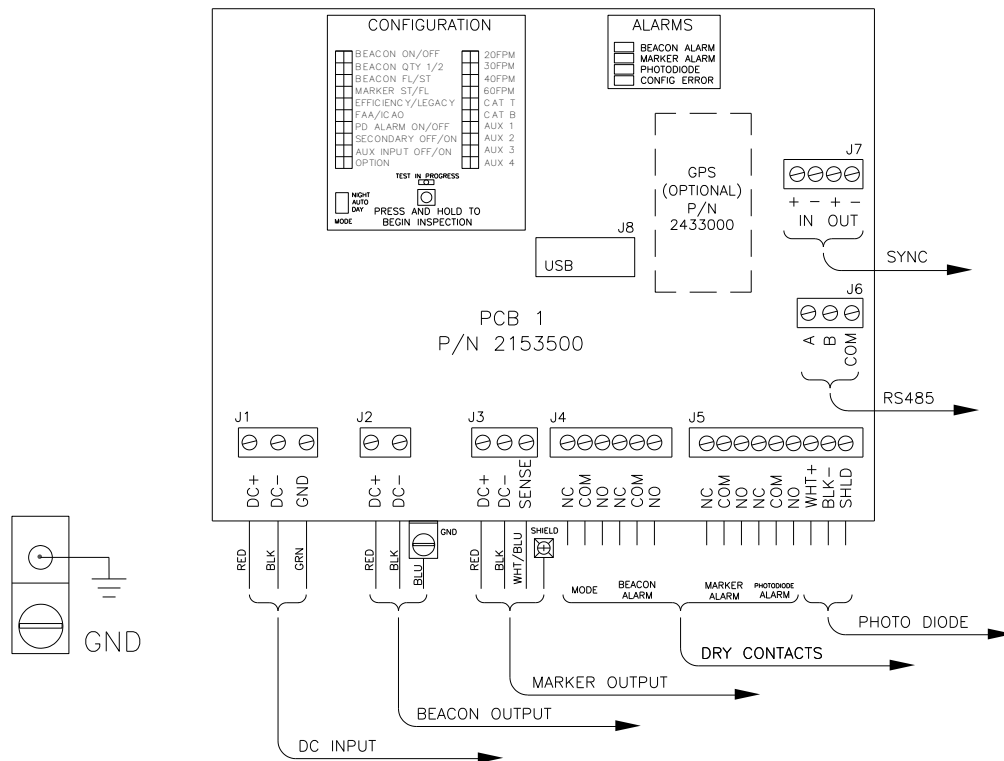 CONFIGURATION
BEACON ON/OFF
BEACON QTY 1/2
BEACON FL/ST
MARKER ST/FL
EFFICIENCY/LEGACY
FAA/ICAO
PD ALARM ON/OFF
SECONDARY OFF/ON
AUX INPUT OFF/ON
OPTION
20FPM
30FPM
40FPM
60FPM
CAT T
CAT B
AUX 1
AUX 2
AUX 3
AUX 4
TEST IN PROGRESS
NIGHT
AUTO
DAY
MODE
PRESS AND HOLD TO
BEGIN INSPECTION
ALARMS
BEACON ALARM
MARKER ALARM
PHOTODIODE
CONFIG ERROR
GPS
(OPTIONAL)
P/N
2433000
J7
+ − + −
IN OUT
SYNC
J8
USB
J6
A
B
COM
RS485
PCB 1
P/N 2153500
J1
DC+
DC-
GND
J2
DC+
DC-
J3
DC+
DC-
SENSE
J4
NC
COM
NO
NC
COM
NO
J5
NC
COM
NO
NC
COM
NO
WHT+
BLK-
SHLD
RED
BLK
GRN
RED
BLK
BLU
GND
RED
BLK
WHT/BLU
SHIELD
MODE
BEACON
ALARM
MARKER
ALARM
PHOTODIODE
ALARM
GND
PHOTO DIODE
DRY CONTACTS
MARKER OUTPUT
BEACON OUTPUT
DC INPUT